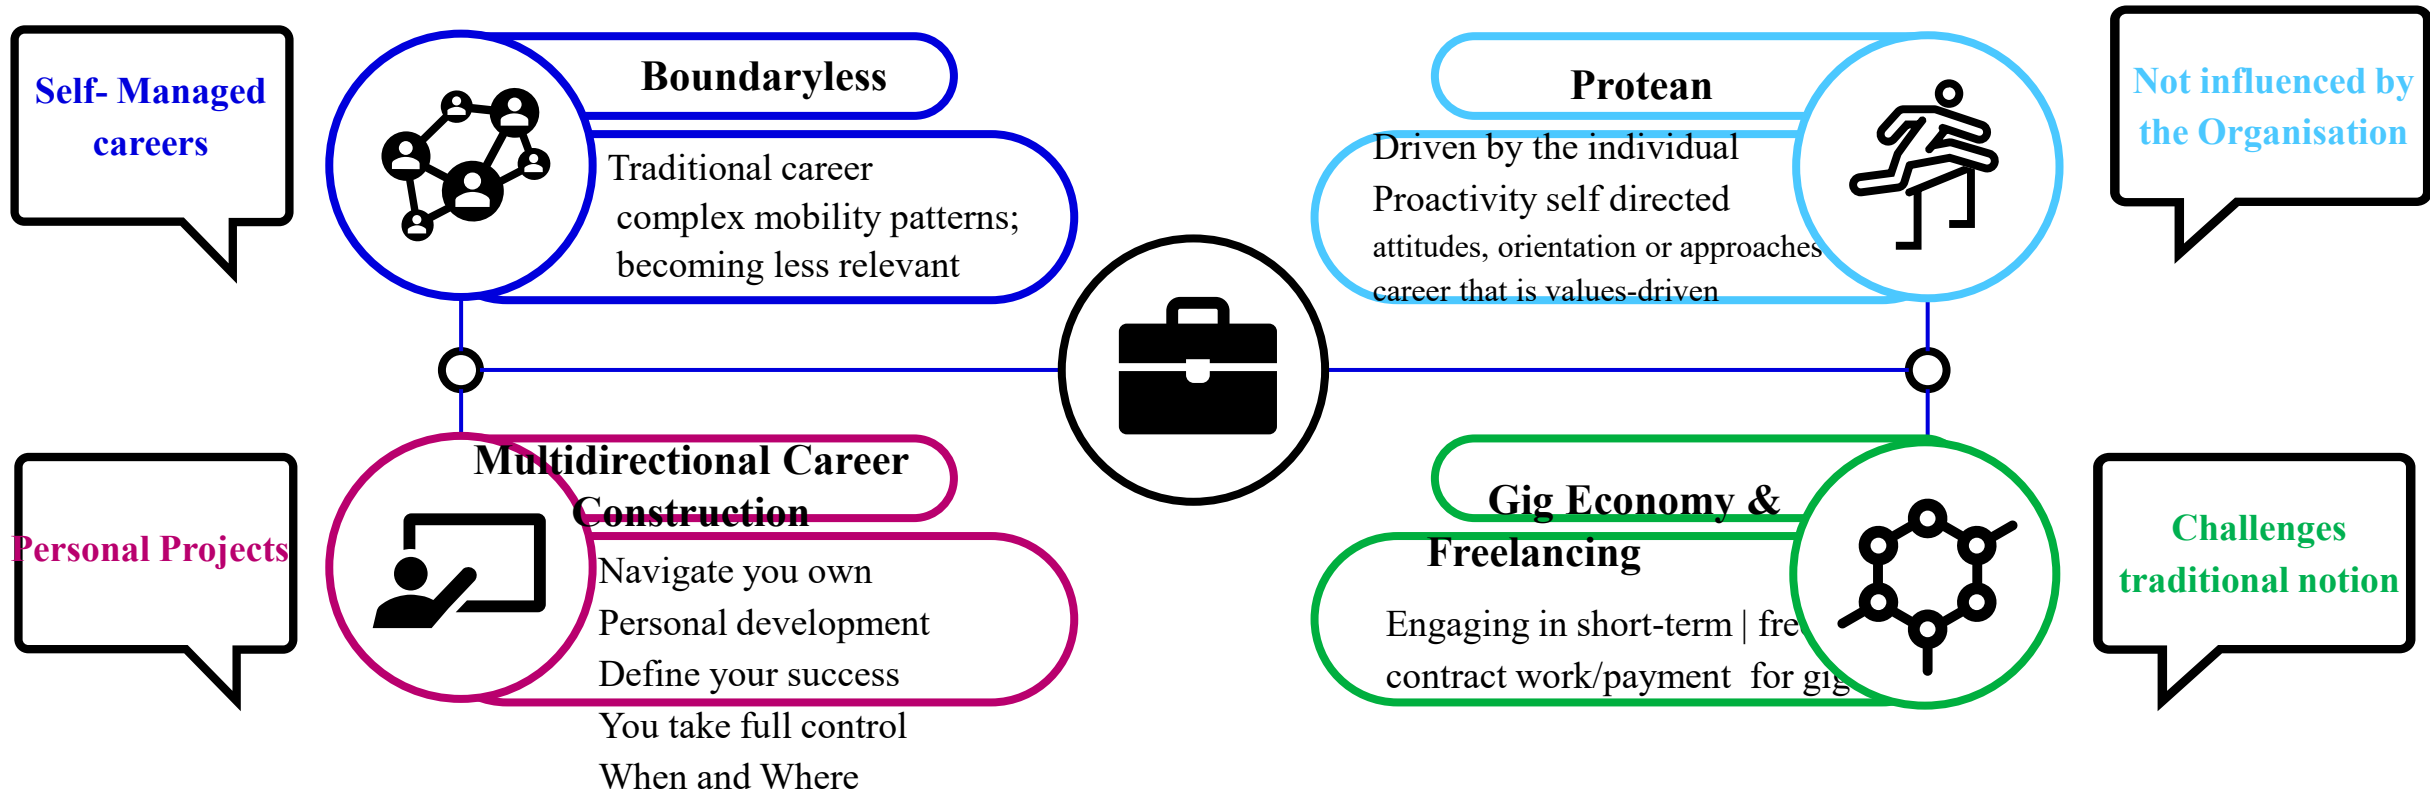 Self- Managed
careers
Boundaryless
Traditional career
complex mobility patterns;
becoming less relevant
Protean
Driven by the individual
Proactivity self directed
attitudes, orientation or approaches
career that is values-driven
Not influenced by
the Organisation
Personal Projects
Multidirectional Career
Construction
Navigate you own
Personal development
Define your success
You take full control
When and Where
Gig Economy &
Freelancing
Engaging in short-term |
contract work/payment for
Challenges
traditional notion